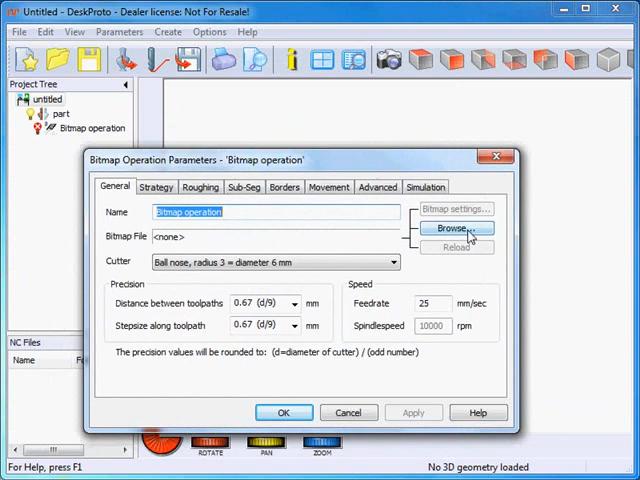 Untitled - DeskProto - Dealer license: Not For Resale!
File Edit View Parameters Create Options Help
Project Tree
untitled
part
Bitmap operation
Bitmap Operation Parameters - 'Bitmap operation'
General Strategy Roughing Sub-Seg Borders Movement Advanced Simulation
Name Bitmap operation Bitmap settings...
Browse...
Bitmap File <none>
Reload
Cutter Ball nose, radius 3 = diameter 6 mm
Precision Speed
Distance between toolpaths 0.67 (d/9) mm Feedrate 25 mm/sec
Stepsize along toolpath 0.67 (d/9) mm Spindlespeed 10000 rpm
The precision values will be rounded to: (d=diameter of cutter) / (odd number)
OK Cancel Apply Help
NC Files
Name
ROTATE PAN ZOOM
For Help, press F1 No 3D geometry loaded